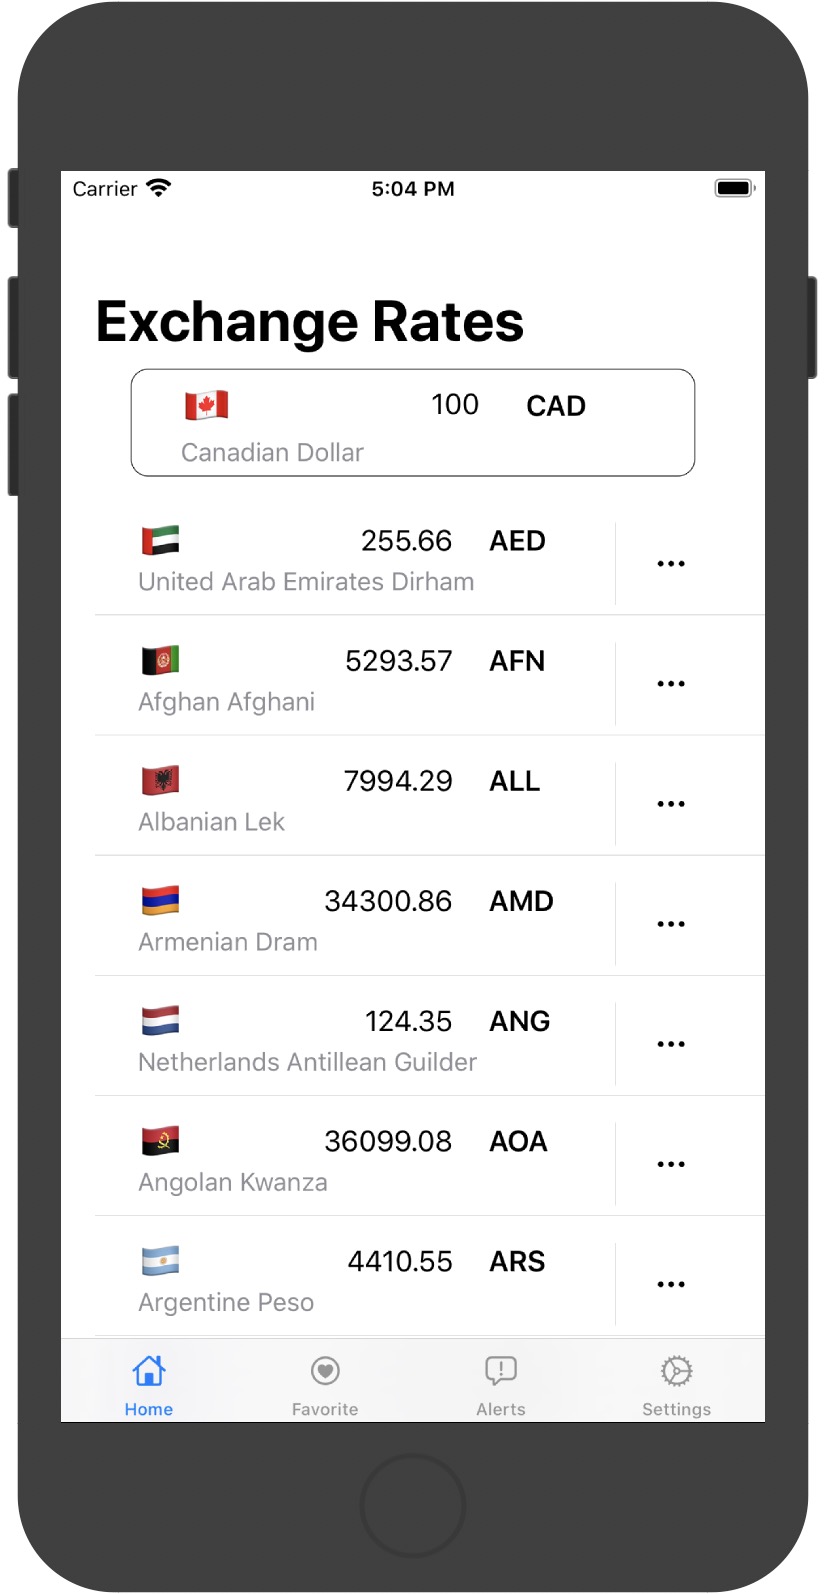 Carrier 5:04 PM
Exchange Rates
100 CAD
Canadian Dollar
255.66 AED
United Arab Emirates Dirham
...
5293.57 AFN
Afghan Afghani
...
7994.29 ALL
Albanian Lek
...
34300.86 AMD
Armenian Dram
...
124.35 ANG
Netherlands Antillean Guilder
...
36099.08 AOA
Angolan Kwanza
...
4410.55 ARS
Argentine Peso
...
Home Favorite Alerts Settings